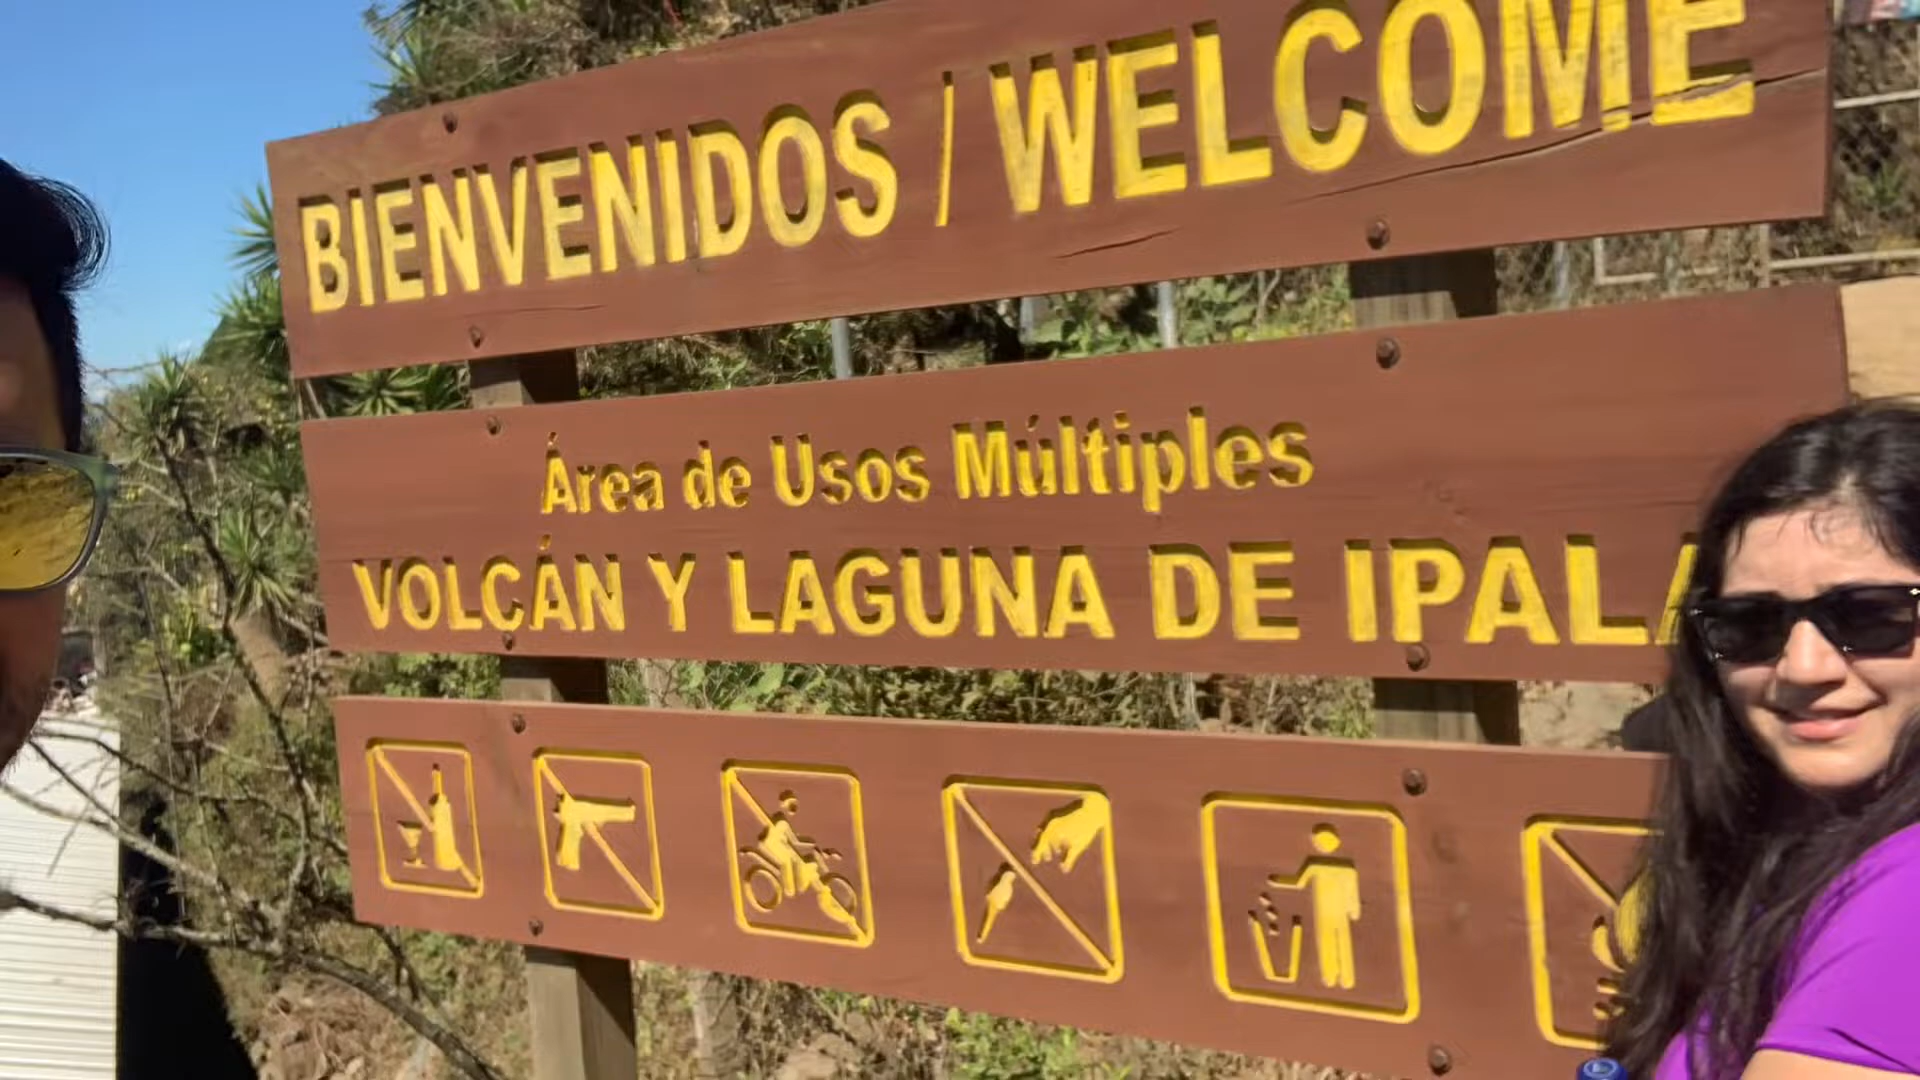 BIENVENIDOS / WELCOME
Área de Usos Múltiples
VOLCÁN Y LAGUNA DE IPALA